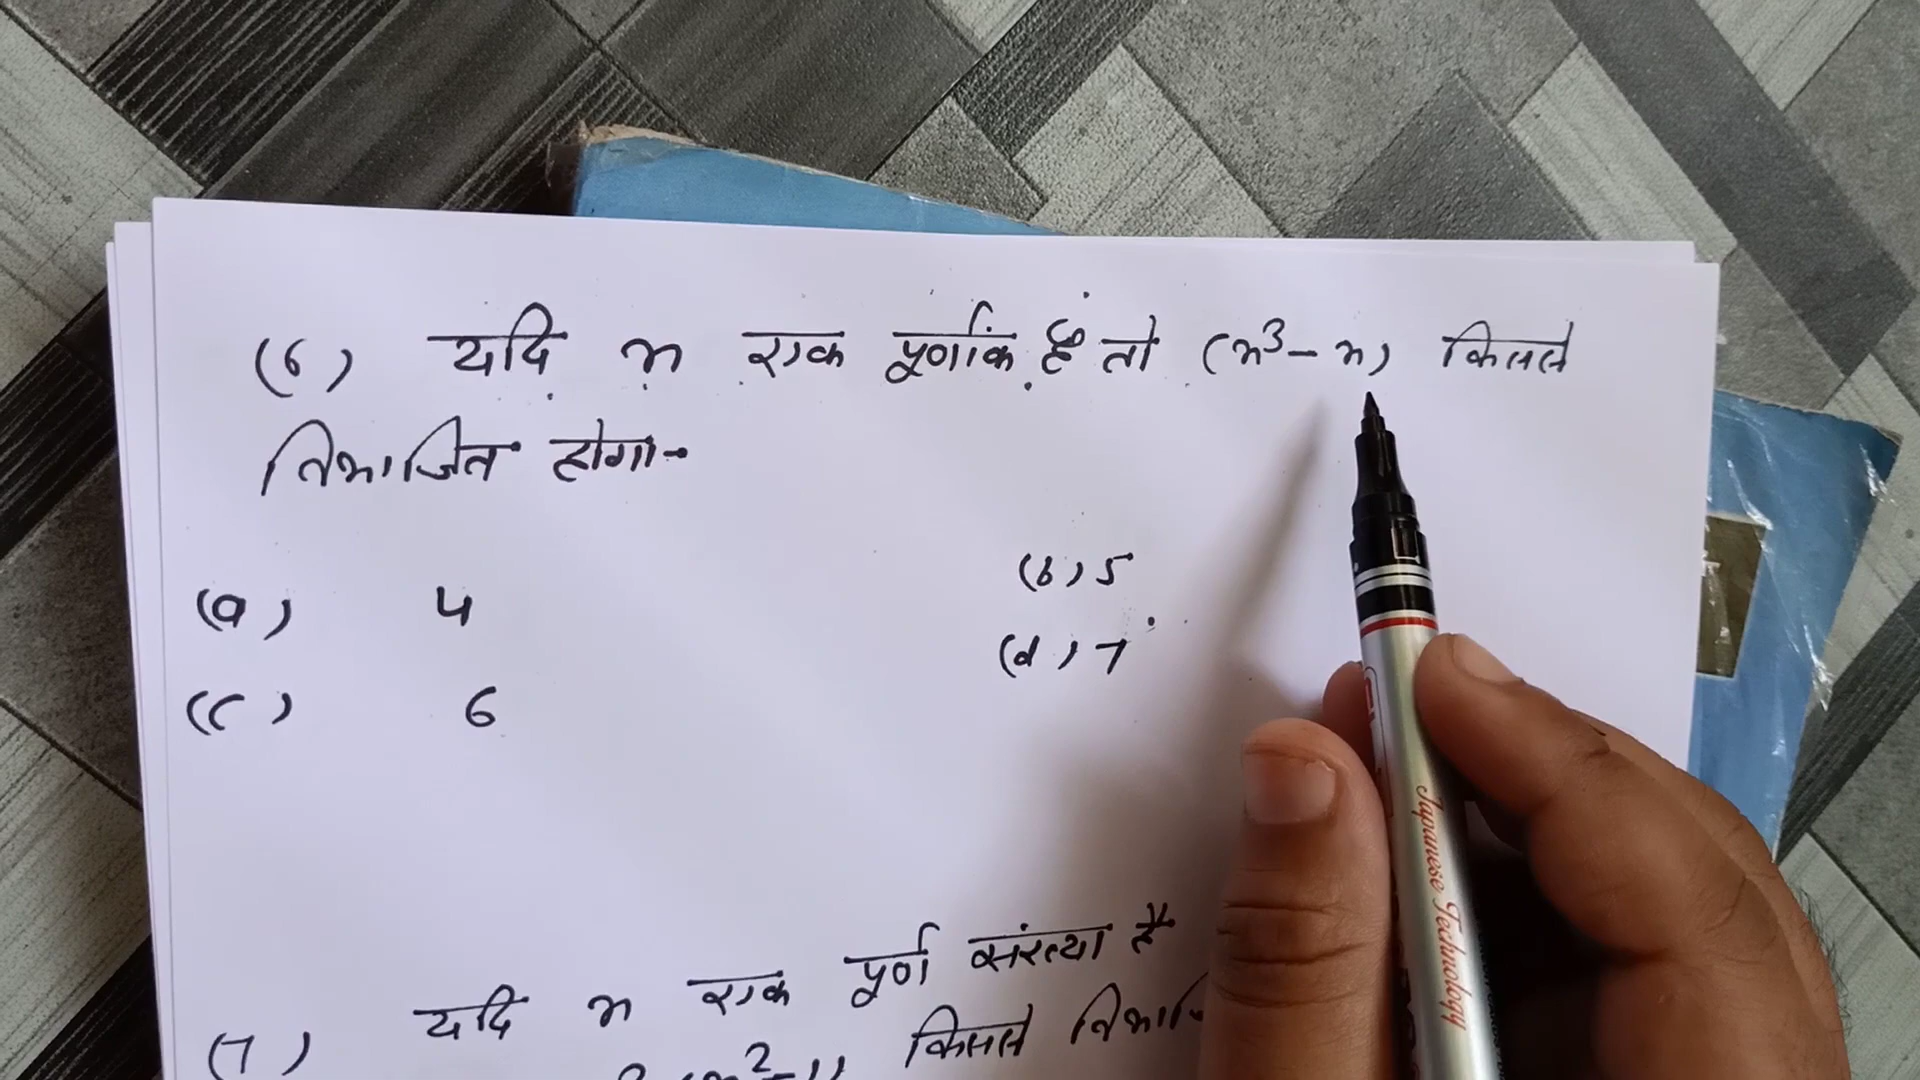 (6) यदि n एक पूर्णांक है तो (n³ - n) किससे
विभाजित होगा-
(a) 4
(b) 5
(c) 6
(d) 7
(7) यदि n एक पूर्ण संख्या है
किससे
Japanese Technology